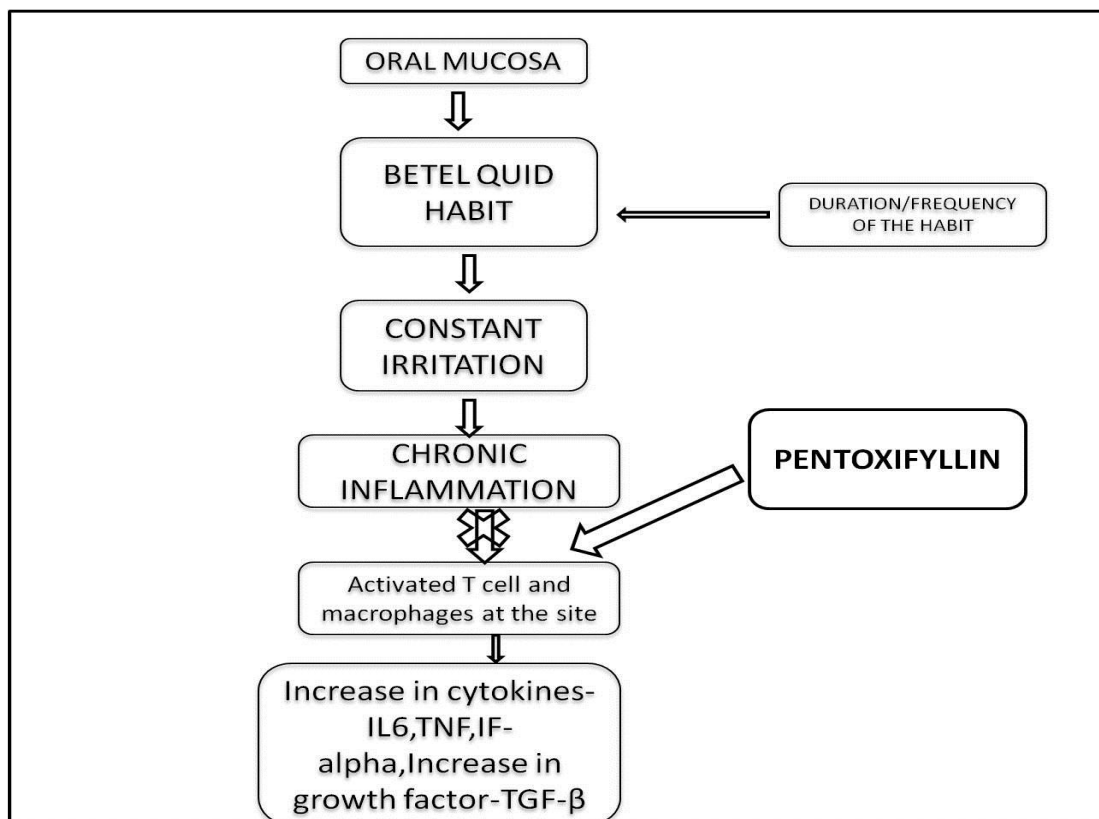 ORAL MUCOSA
BETEL QUID
HABIT
DURATION/FREQUENCY
OF THE HABIT
CONSTANT
IRRITATION
CHRONIC
INFLAMMATION
PENTOXIFYLLIN
Activated T cell and
macrophages at the site
Increase in cytokines-
IL6,TNF,IF-
alpha,Increase in
growth factor-TGF-β